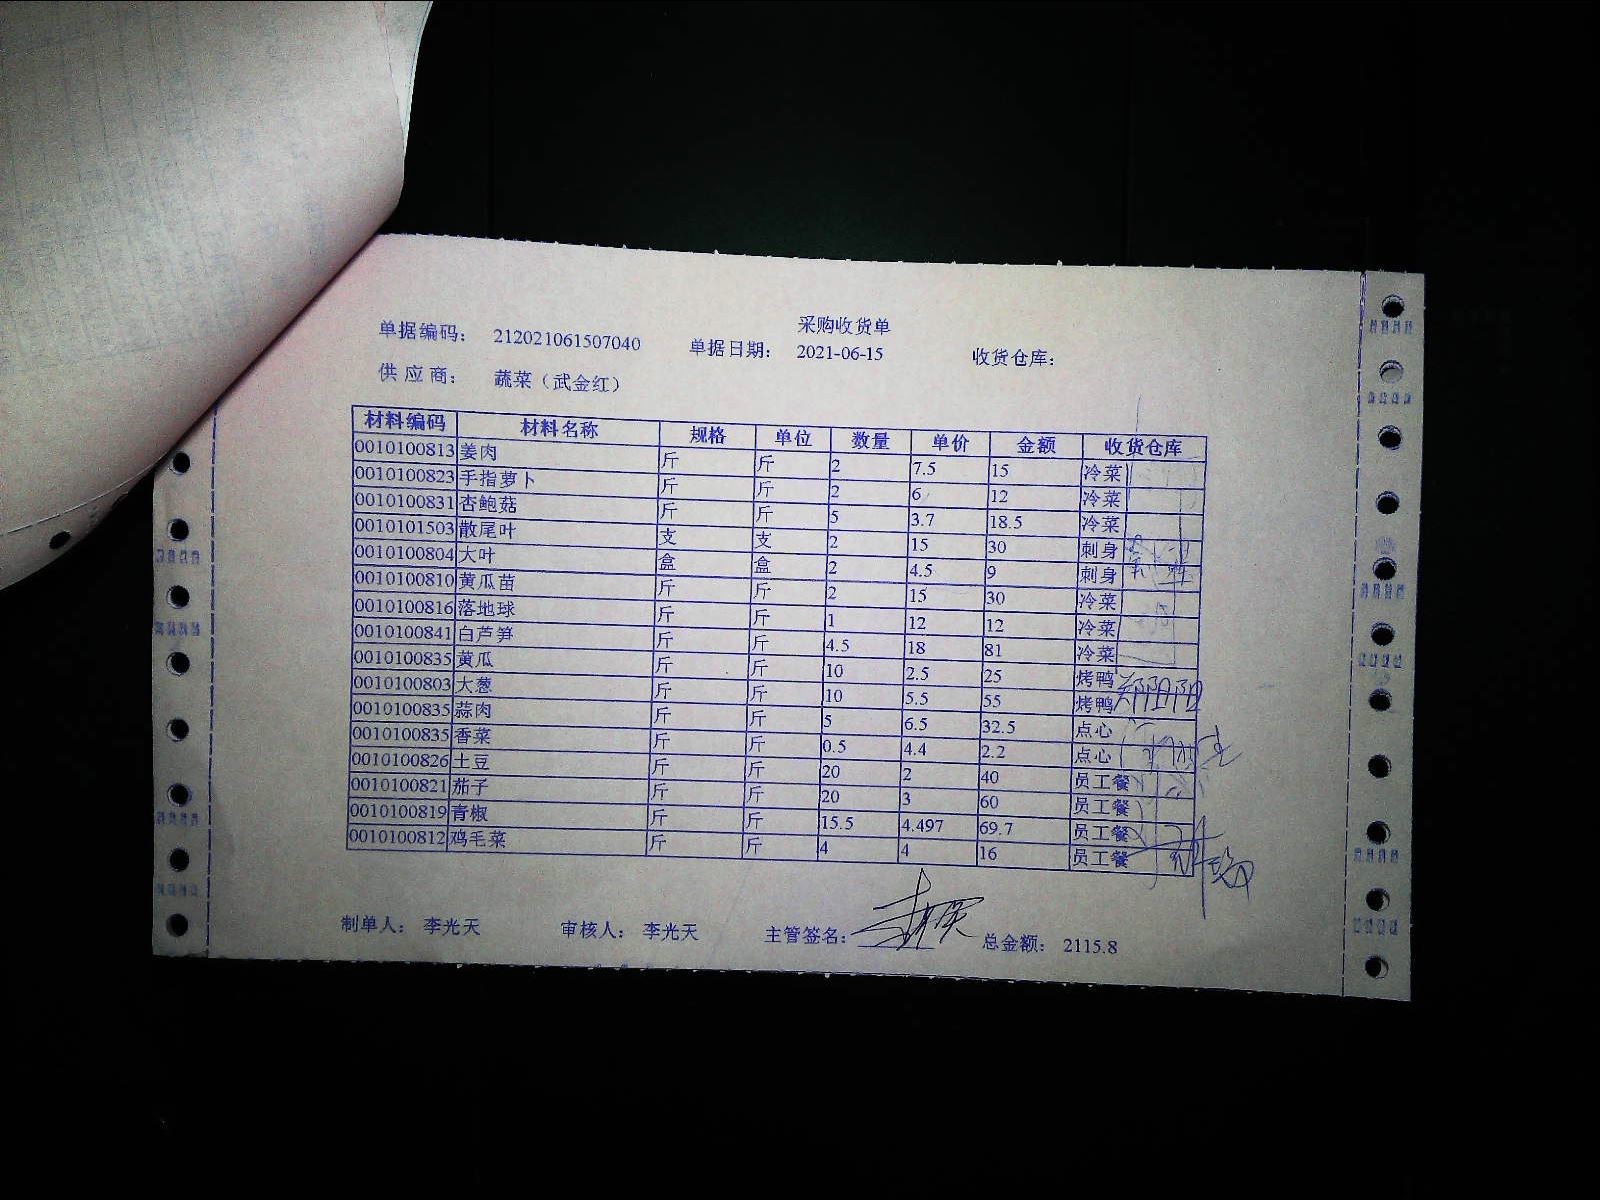 采购收货单
单据编码： 212021061507040 单据日期： 2021-06-15 收货仓库：
供 应 商： 蔬菜（武金红）
材料编码 材料名称 规格 单位 数量 单价 金额 收货仓库
0010100813 姜肉 斤 斤 2 7.5 15 冷菜
0010100823 手指萝卜 斤 斤 2 6 12 冷菜
0010100831 杏鲍菇 斤 斤 5 3.7 18.5 冷菜
0010101503 散尾叶 支 支 2 15 30 刺身
0010100804 大叶 盒 盒 2 4.5 9 刺身
0010100810 黄瓜苗 斤 斤 2 15 30 冷菜
0010100816 落地球 斤 斤 1 12 12 冷菜
0010100841 白芦笋 斤 斤 4.5 18 81 冷菜
0010100835 黄瓜 斤 斤 10 2.5 25 烤鸭
0010100803 大葱 斤 斤 10 5.5 55 烤鸭
0010100835 蒜肉 斤 斤 5 6.5 32.5 点心
0010100835 香菜 斤 斤 0.5 4.4 2.2 点心
0010100826 土豆 斤 斤 20 2 40 员工餐
0010100821 茄子 斤 斤 20 3 60 员工餐
0010100819 青椒 斤 斤 15.5 4.497 69.7 员工餐
0010100812 鸡毛菜 斤 斤 4 4 16 员工餐
制单人： 李光天 审核人： 李光天 主管签名： 总金额： 2115.8